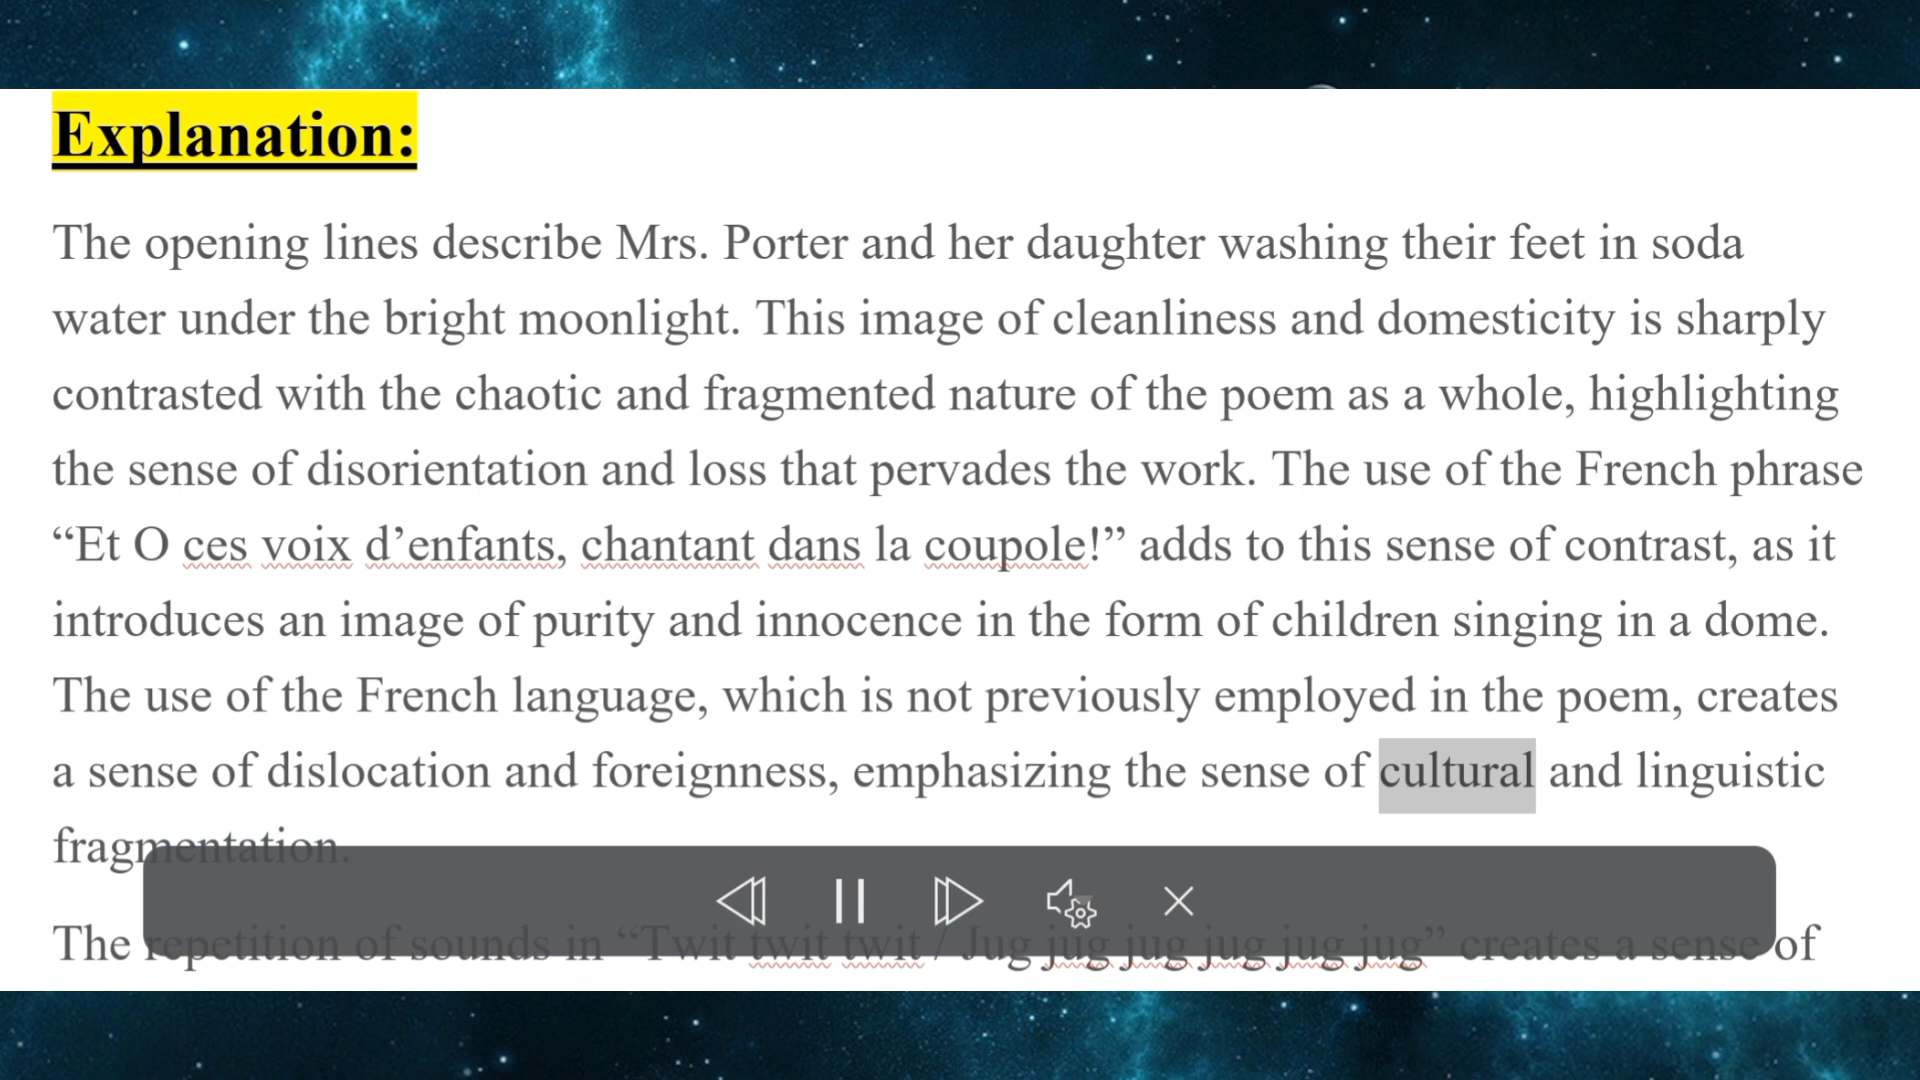 Explanation:
The opening lines describe Mrs. Porter and her daughter washing their feet in soda
water under the bright moonlight. This image of cleanliness and domesticity is sharply
contrasted with the chaotic and fragmented nature of the poem as a whole, highlighting
the sense of disorientation and loss that pervades the work. The use of the French phrase
“Et O ces voix d’enfants, chantant dans la coupole!” adds to this sense of contrast, as it
introduces an image of purity and innocence in the form of children singing in a dome.
The use of the French language, which is not previously employed in the poem, creates
a sense of dislocation and foreignness, emphasizing the sense of cultural and linguistic
fragmentation.
The repetition of sounds in “Twit twit twit / Jug jug jug jug jug jug” creates a sense of